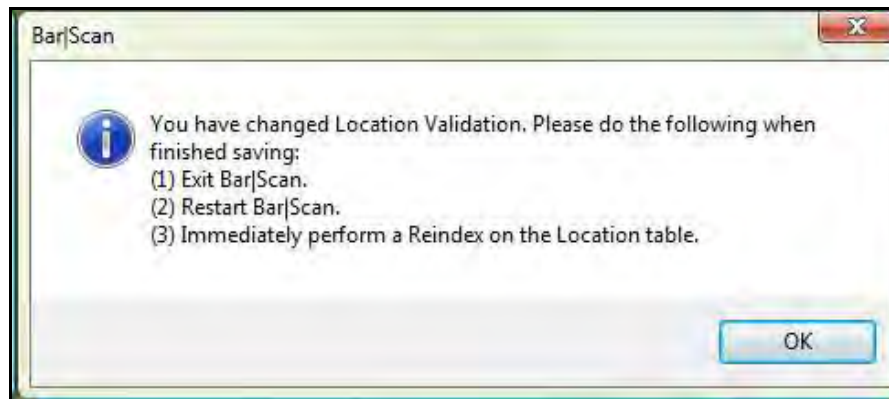 Bar|Scan
You have changed Location Validation. Please do the following when
finished saving:
(1) Exit Bar|Scan.
(2) Restart Bar|Scan.
(3) Immediately perform a Reindex on the Location table.
OK